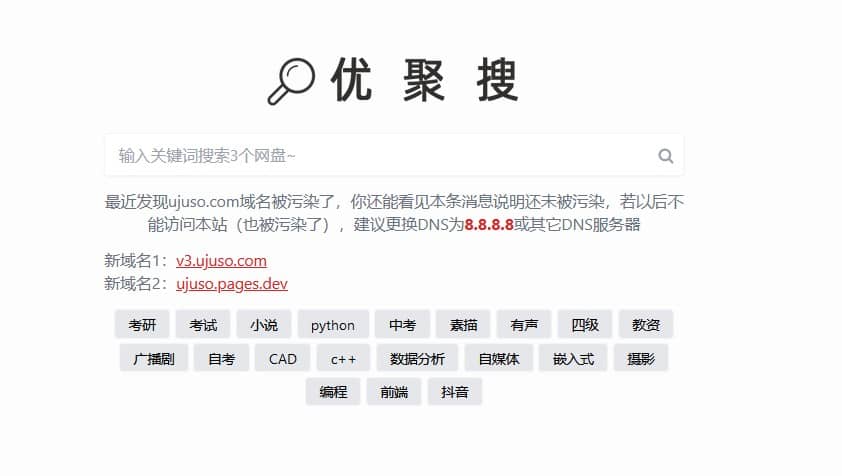 优聚搜
输入关键词搜索3个网盘~
最近发现ujuso.com域名被污染了，你还能看见本条消息说明还未被污染，若以后不
能访问本站（也被污染了），建议更换DNS为8.8.8.8或其它DNS服务器
新域名1：v3.ujuso.com
新域名2：ujuso.pages.dev
考研 考试 小说 python 中考 素描 有声 四级 教资
广播剧 自考 CAD c++ 数据分析 自媒体 嵌入式 摄影
编程 前端 抖音